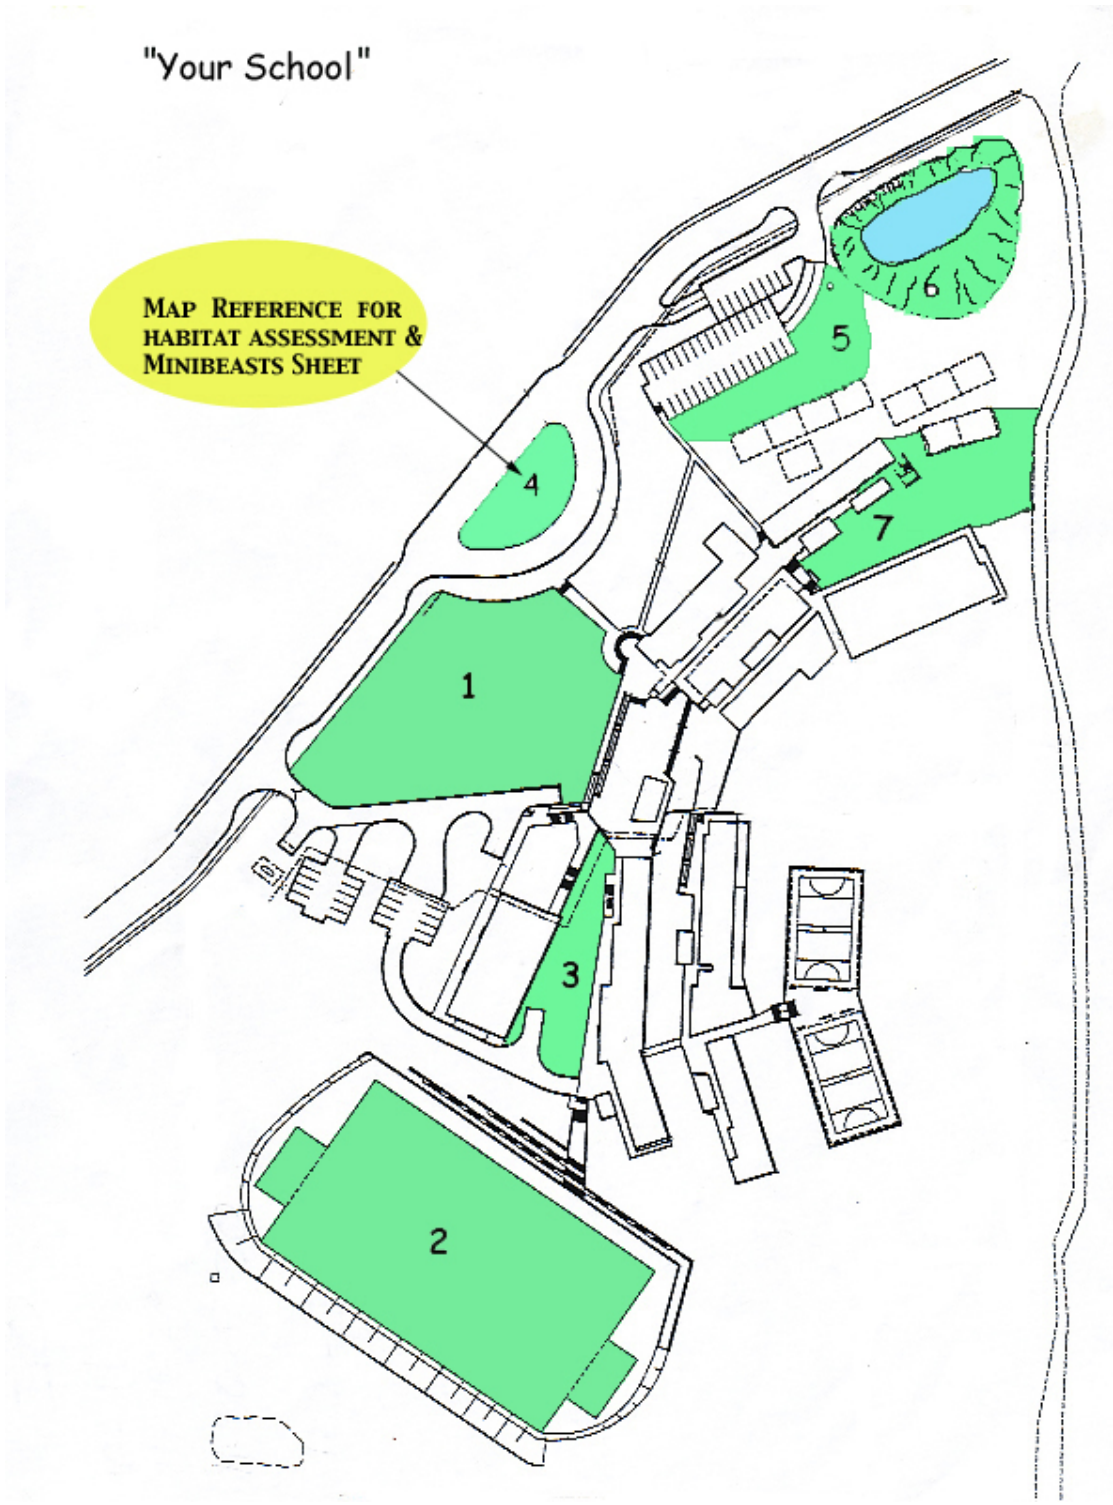 "Your School"
MAP REFERENCE FOR
HABITAT ASSESSMENT &
MINIBEASTS SHEET
6
5
4
7
1
3
2